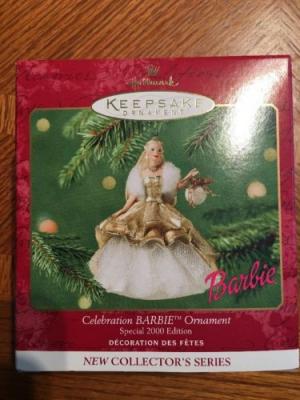 Hallmark
KEEPSAKE
ORNAMENT
Barbie
Celebration BARBIE™ Ornament
Special 2000 Edition
DÉCORATION DES FÊTES
NEW COLLECTOR'S SERIES